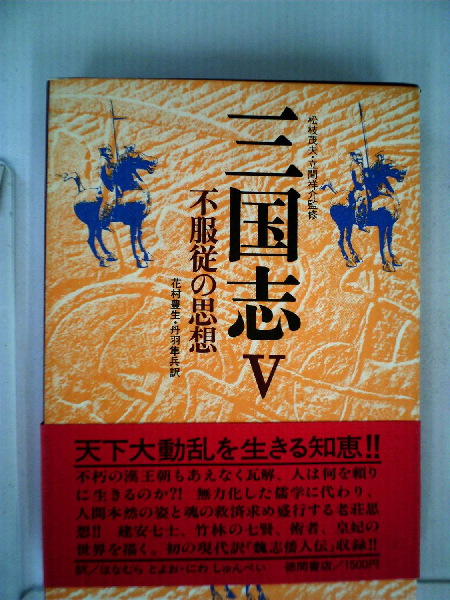 松枝茂夫・立間祥介監修
三国志 V
不服従の思想
花村豊生・丹羽隼兵訳
天下大動乱を生きる知恵!!
不朽の漢王朝もあえなく瓦解、人は何を頼り
に生きるのか?! 無力化した儒学に代わり、
人間本然の姿と魂の救済求め盛行する老荘思
想!! 建安七士、竹林の七賢、術者、皇妃の
世界を描く。初の現代訳「魏志倭人伝」収録!!
訳/はなむら とよお・にわ しゅんぺい 徳間書店/1500円